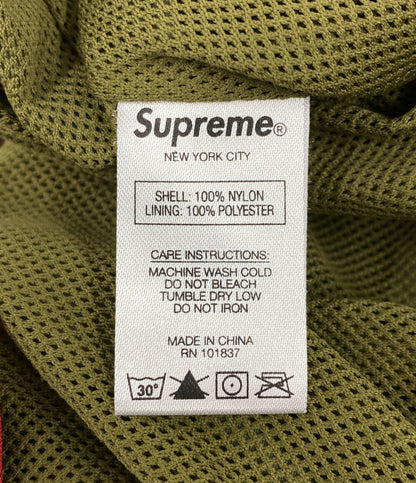 Supreme®
NEW YORK CITY
SHELL: 100% NYLON
LINING: 100% POLYESTER
CARE INSTRUCTIONS:
MACHINE WASH COLD
DO NOT BLEACH
TUMBLE DRY LOW
DO NOT IRON
MADE IN CHINA
RN 101837
30°